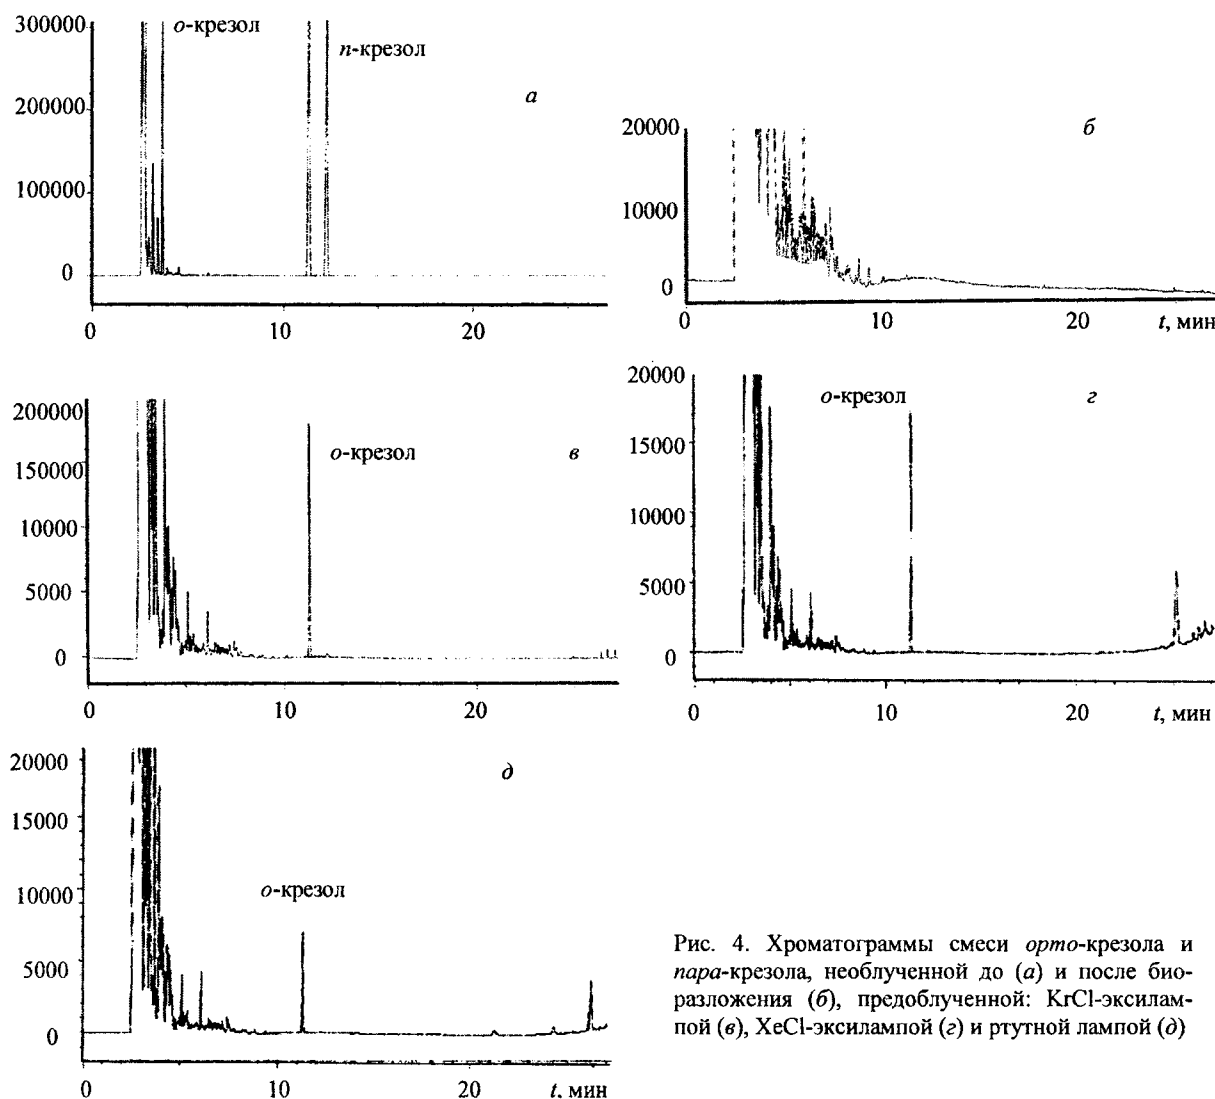 300000
200000
100000
0
о-крезол
п-крезол
а
0 10 20
20000
10000
0
б
0 10 20 t, мин
200000
150000
10000
5000
0
о-крезол
в
0 10 20
20000
15000
10000
5000
0
о-крезол
г
0 10 20 t, мин
20000
15000
10000
5000
0
о-крезол
д
0 10 20 t, мин
Рис. 4. Хроматограммы смеси орто-крезола и
пара-крезола, необлученной до (а) и после био-
разложения (б), предоблученной: KrCl-эксилам-
пой (в), XeCl-эксилампой (г) и ртутной лампой (д)